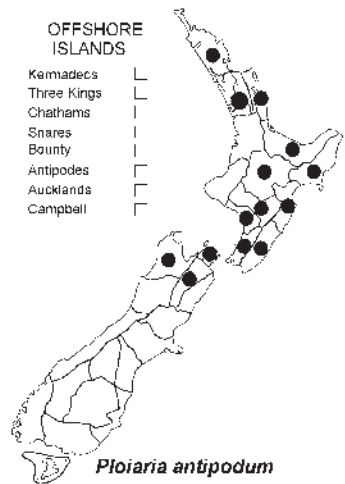 OFFSHORE
ISLANDS
Kermadecs
Three Kings
Chathams
Snares
Bounty
Antipodes
Aucklands
Campbell
Ploiaria antipodum